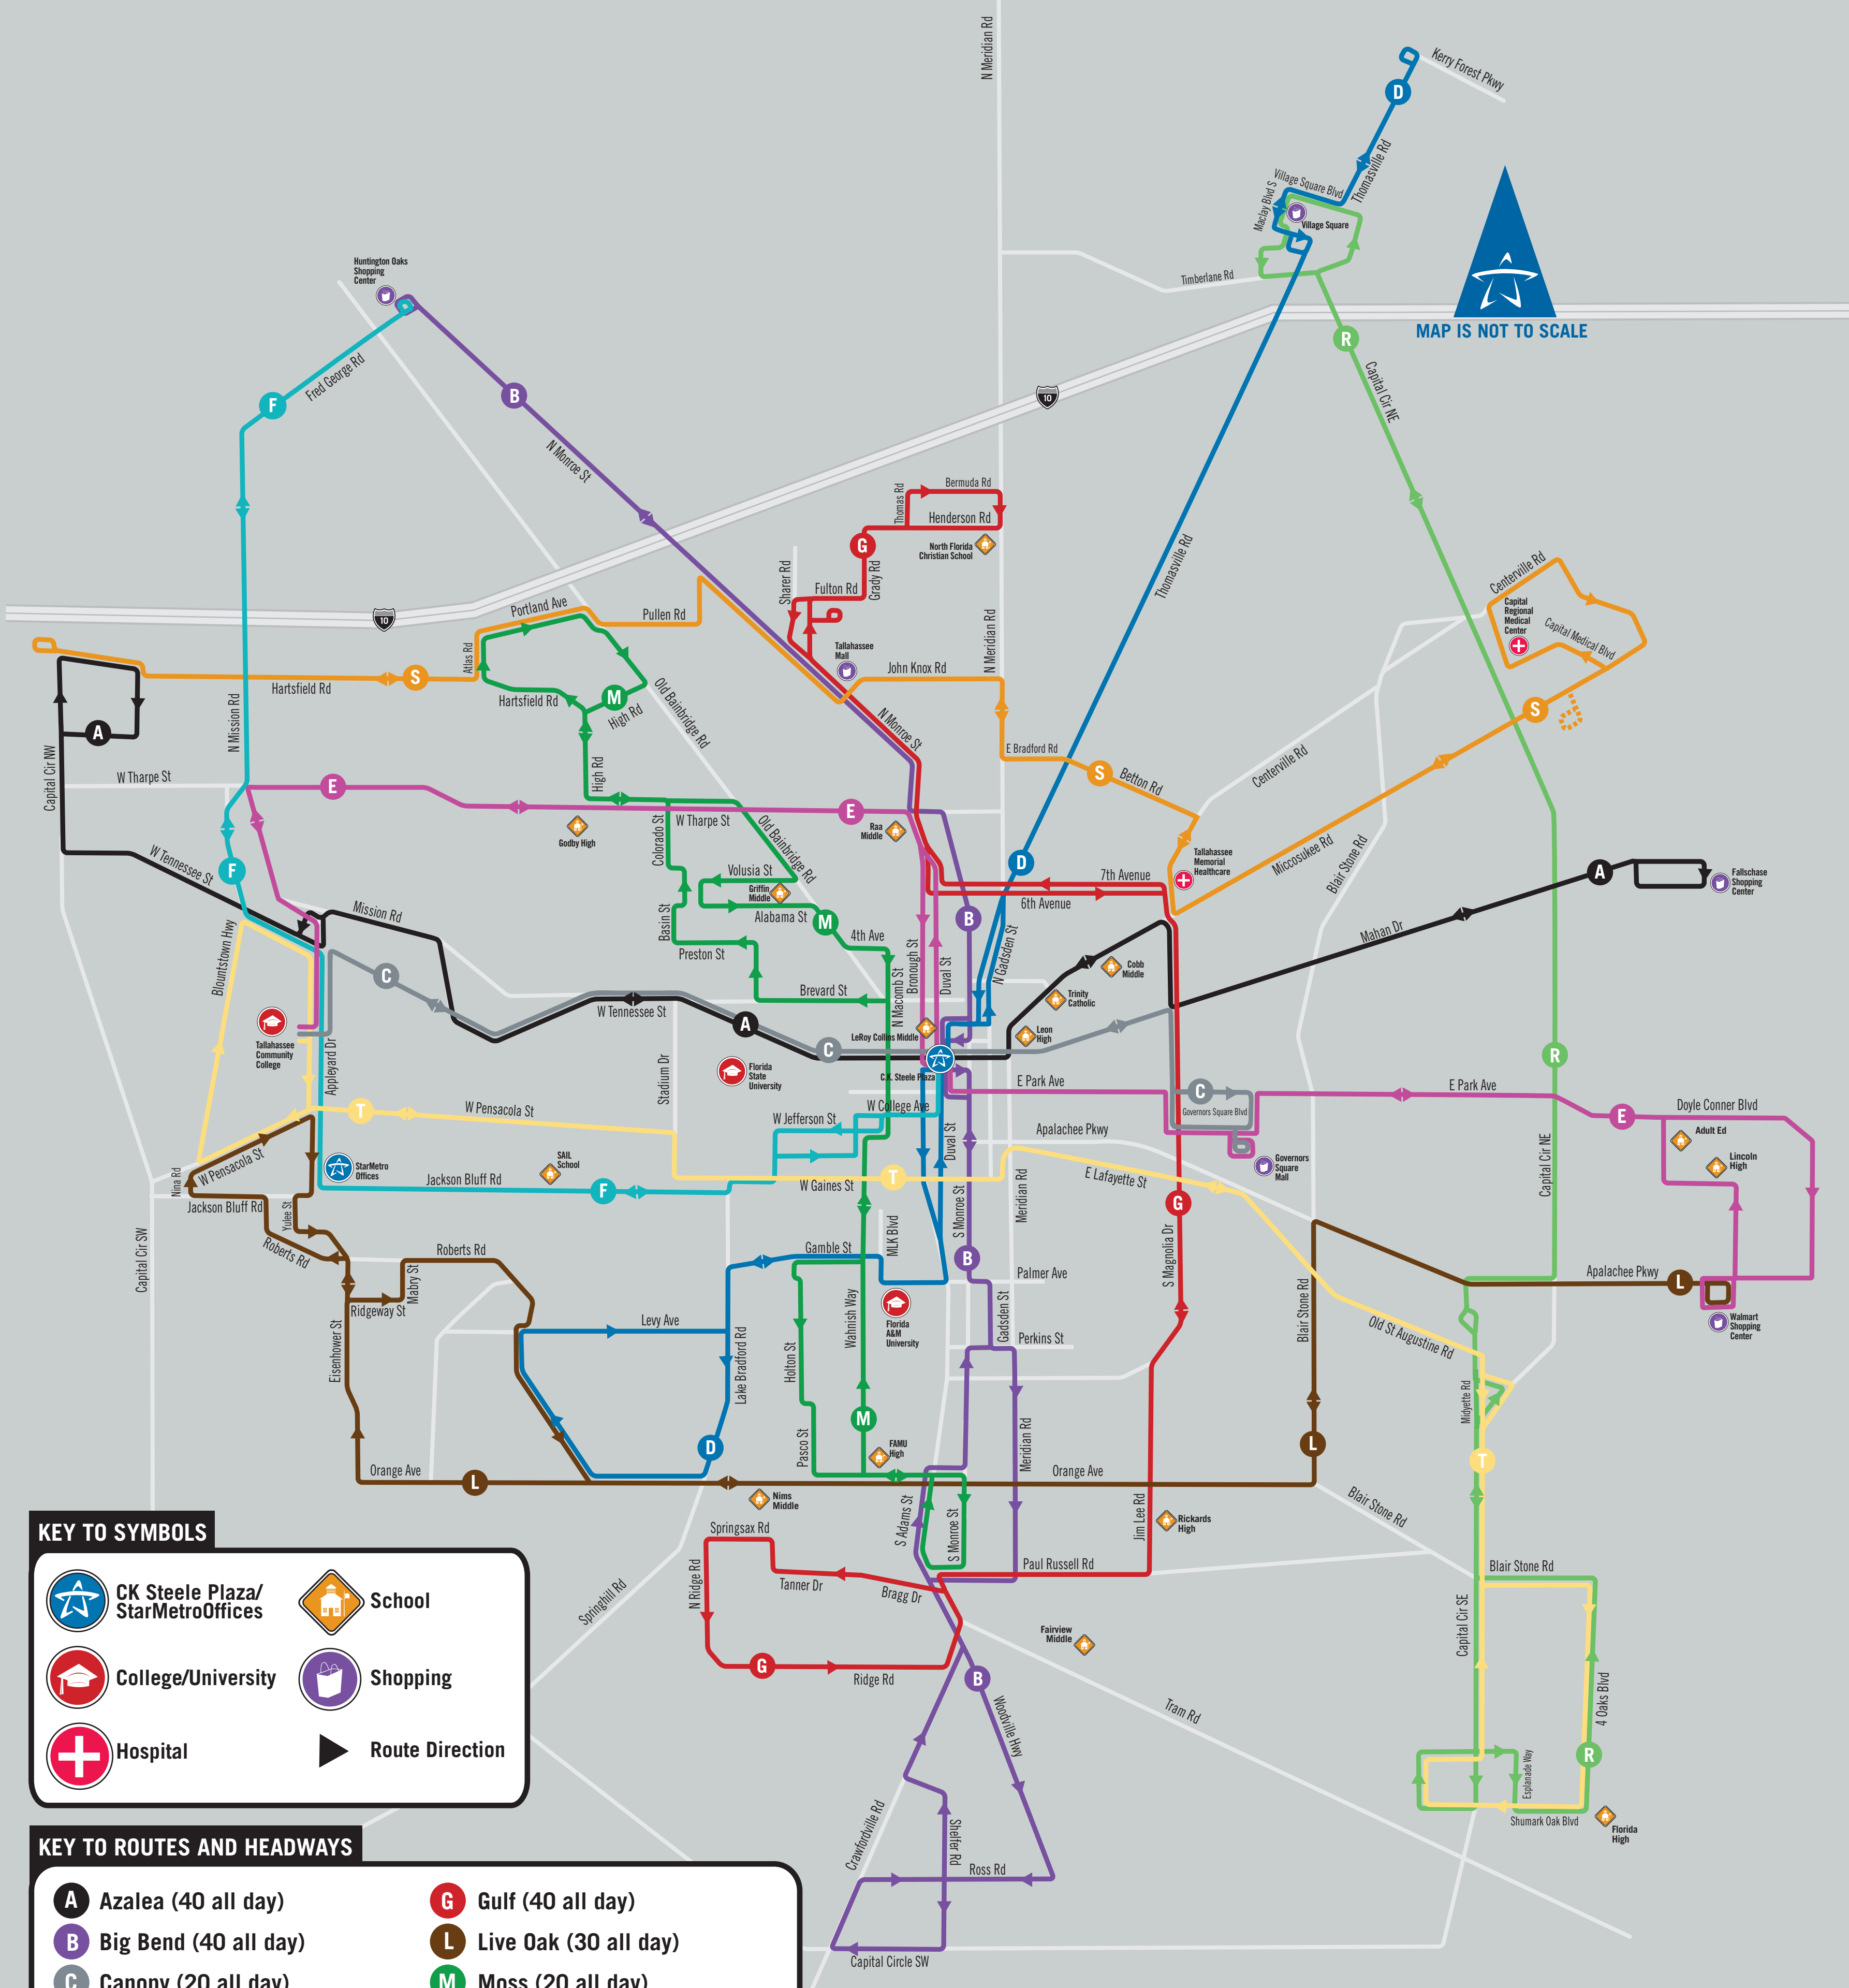 N Meridian Rd
Kerry Forest Pkwy
D
Thomasville Rd
Village Square Blvd
Maclay Blvd S
Village Square
Timberlane Rd
MAP IS NOT TO SCALE
Huntington Oaks
Shopping
Center
R
Capital Cir NE
Fred George Rd
F
B
N Monroe St
10
Bermuda Rd
Thomas Rd
Henderson Rd
G
North Florida
Christian School
Grady Rd
Sharer Rd
Fulton Rd
Thomasville Rd
Centerville Rd
Capital
Regional
Medical
Center
Capital Medical Blvd
10
Portland Ave
Pullen Rd
N Meridian Rd
Atlas Rd
Tallahassee
Mall
John Knox Rd
S
Hartsfield Rd
Hartsfield Rd
M
High Rd
Old Bainbridge Rd
N Monroe St
S
A
N Mission Rd
Capital Cir NW
E Bradford Rd
S
Betton Rd
Centerville Rd
High Rd
W Tharpe St
E
E
W Tharpe St
Raa
Middle
Godby High
Colorado St
Old Bainbridge Rd
D
Miccosukee Rd
Blair Stone Rd
W Tennessee St
F
Volusia St
Griffin
Middle
Alabama St
Tallahassee
Memorial
Healthcare
7th Avenue
6th Avenue
A
Fallschase
Shopping
Center
Mission Rd
Basin St
M
4th Ave
B
Mahan Dr
Blountstown Hwy
Preston St
Bronough St
Duval St
N Gadsden St
Cobb
Middle
C
Brevard St
N Macomb St
Trinity
Catholic
W Tennessee St
A
Tallahassee
Community
College
Appleyard Dr
LeRoy Collins Middle
Leon
High
C
R
Stadium Dr
Florida
State
University
C.K. Steele Plaza
E Park Ave
C
E Park Ave
Governors Square Blvd
T
W Pensacola St
W Jefferson St
W College Ave
E
Doyle Conner Blvd
Apalachee Pkwy
Adult Ed
Lincoln
High
Duval St
Governors
Square
Mall
W Pensacola St
StarMetro
Offices
SAIL
School
Nina Rd
Jackson Bluff Rd
F
T
W Gaines St
Meridian Rd
E Lafayette St
Capital Cir NE
Jackson Bluff Rd
Yulee St
G
S Monroe St
MLK Blvd
Roberts Rd
Roberts Rd
Gamble St
B
S Magnolia Dr
Capital Cir SW
Mabry St
Palmer Ave
Apalachee Pkwy
L
Ridgeway St
Levy Ave
Wahnish Way
Florida
A&M
University
Gadsden St
Perkins St
Blair Stone Rd
Walmart
Shopping
Center
Old St Augustine Rd
Eisenhower St
Lake Bradford Rd
Holton St
Midyette Rd
M
D
Pasco St
FAMU
High
Meridian Rd
L
T
Orange Ave
L
Orange Ave
Nims
Middle
Blair Stone Rd
Springsax Rd
S Adams St
S Monroe St
Jim Lee Rd
Rickards
High
Paul Russell Rd
Blair Stone Rd
N Ridge Rd
Tanner Dr
Bragg Dr
Springhill Rd
Fairview
Middle
Capital Cir SE
G
Ridge Rd
B
Woodville Hwy
Tram Rd
4 Oaks Blvd
R
Esplanade Way
Shumark Oak Blvd
Florida
High
Crawfordville Rd
Shelfer Rd
Ross Rd
Capital Circle SW
KEY TO SYMBOLS
CK Steele Plaza/
StarMetroOffices
School
College/University
Shopping
Hospital
Route Direction
KEY TO ROUTES AND HEADWAYS
A Azalea (40 all day)
G Gulf (40 all day)
B Big Bend (40 all day)
L Live Oak (30 all day)
C Canopy (20 all day)
M Moss (20 all day)